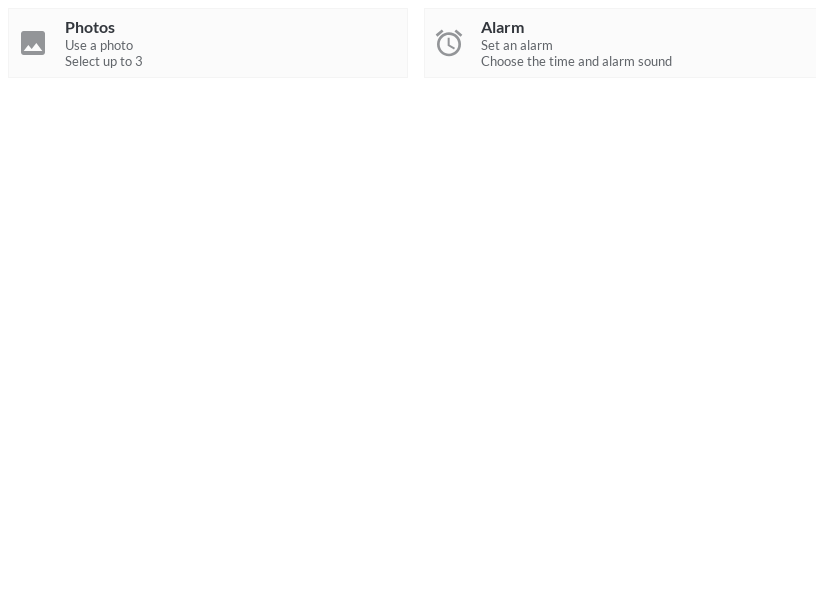 Photos
Use a photo
Select up to 3
Alarm
Set an alarm
Choose the time and alarm sound